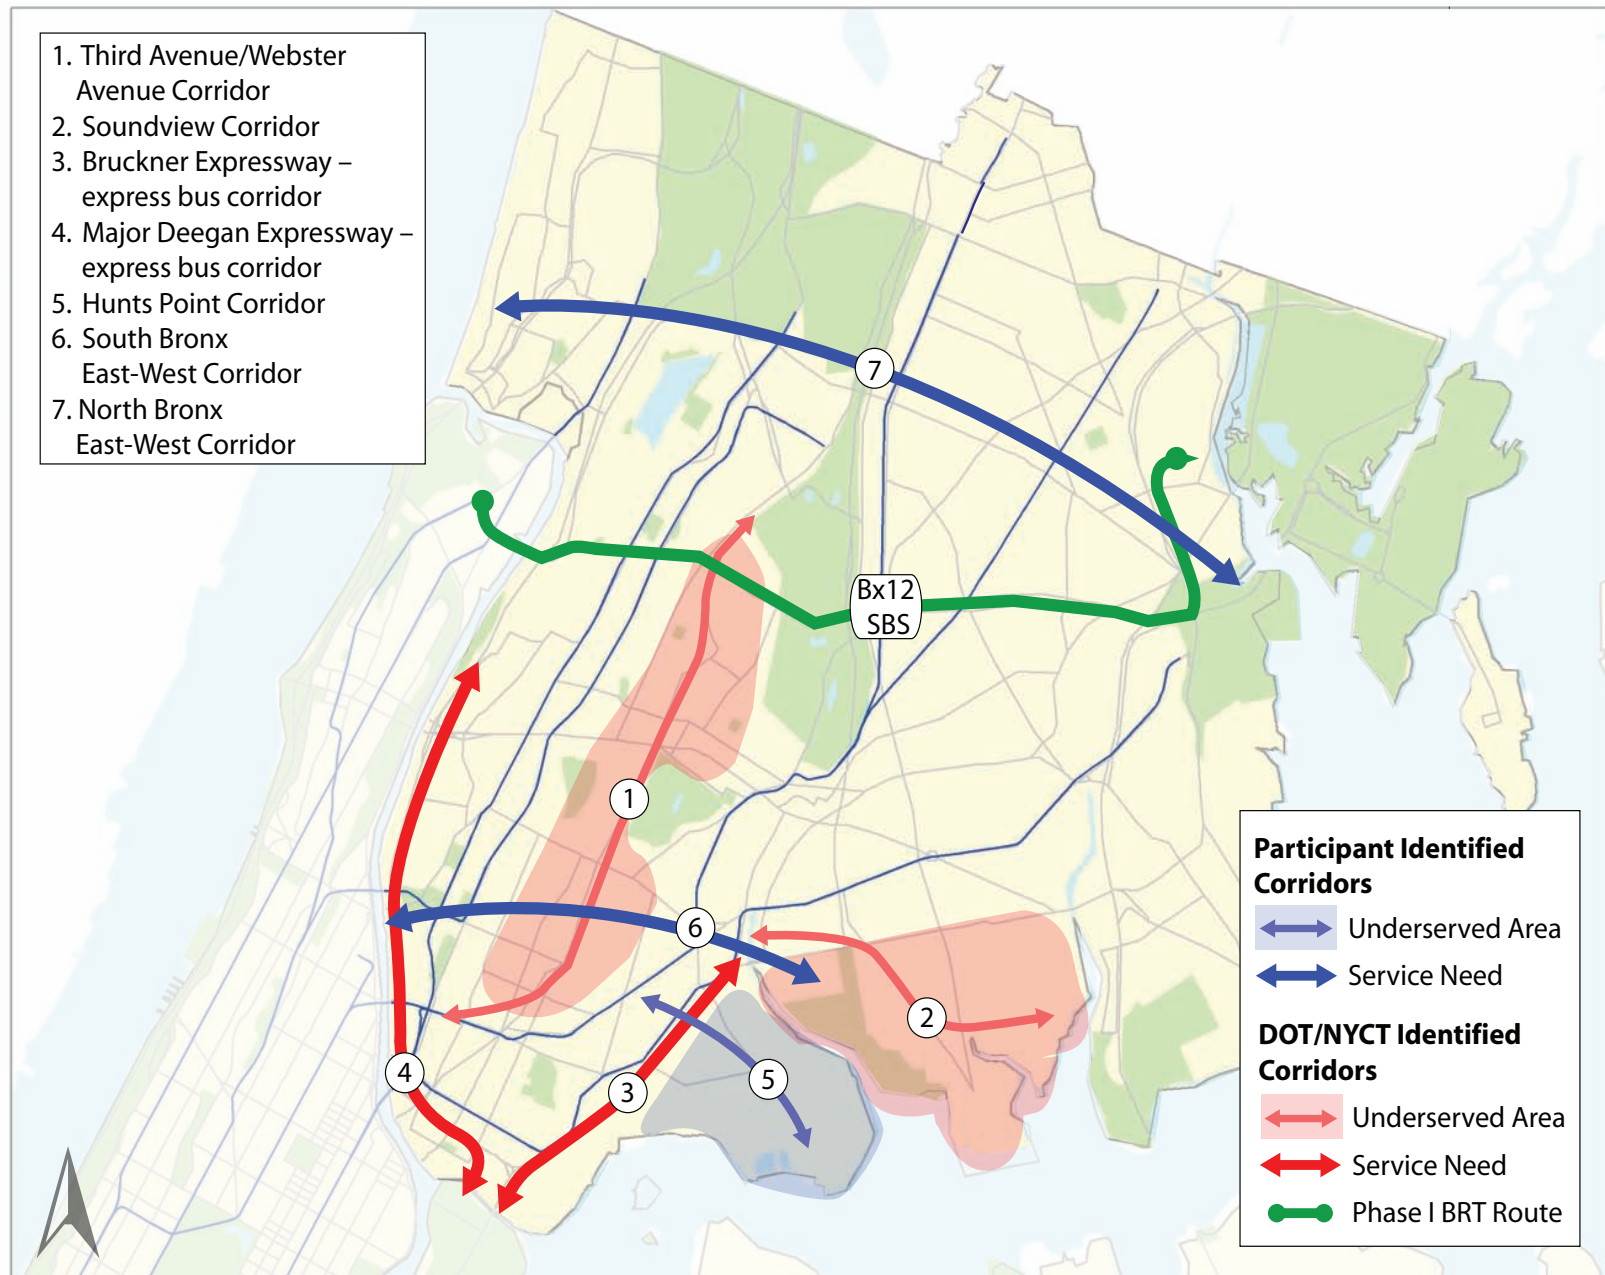 1. Third Avenue/Webster
Avenue Corridor
2. Soundview Corridor
3. Bruckner Expressway –
express bus corridor
4. Major Deegan Expressway –
express bus corridor
5. Hunts Point Corridor
6. South Bronx
East-West Corridor
7. North Bronx
East-West Corridor
7
Bx12
SBS
1
6
2
4
3
5
Participant Identified
Corridors
Underserved Area
Service Need
DOT/NYCT Identified
Corridors
Underserved Area
Service Need
Phase I BRT Route